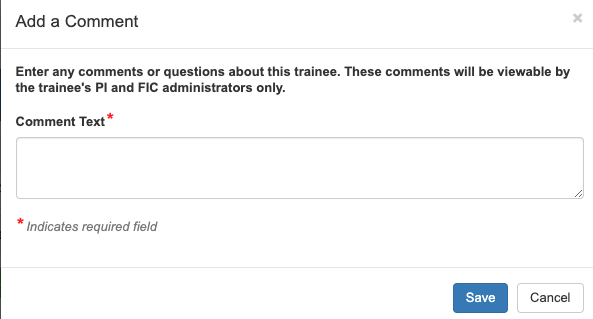 Add a Comment ×
Enter any comments or questions about this trainee. These comments will be viewable by
the trainee's PI and FIC administrators only.
Comment Text*
* Indicates required field
Save Cancel